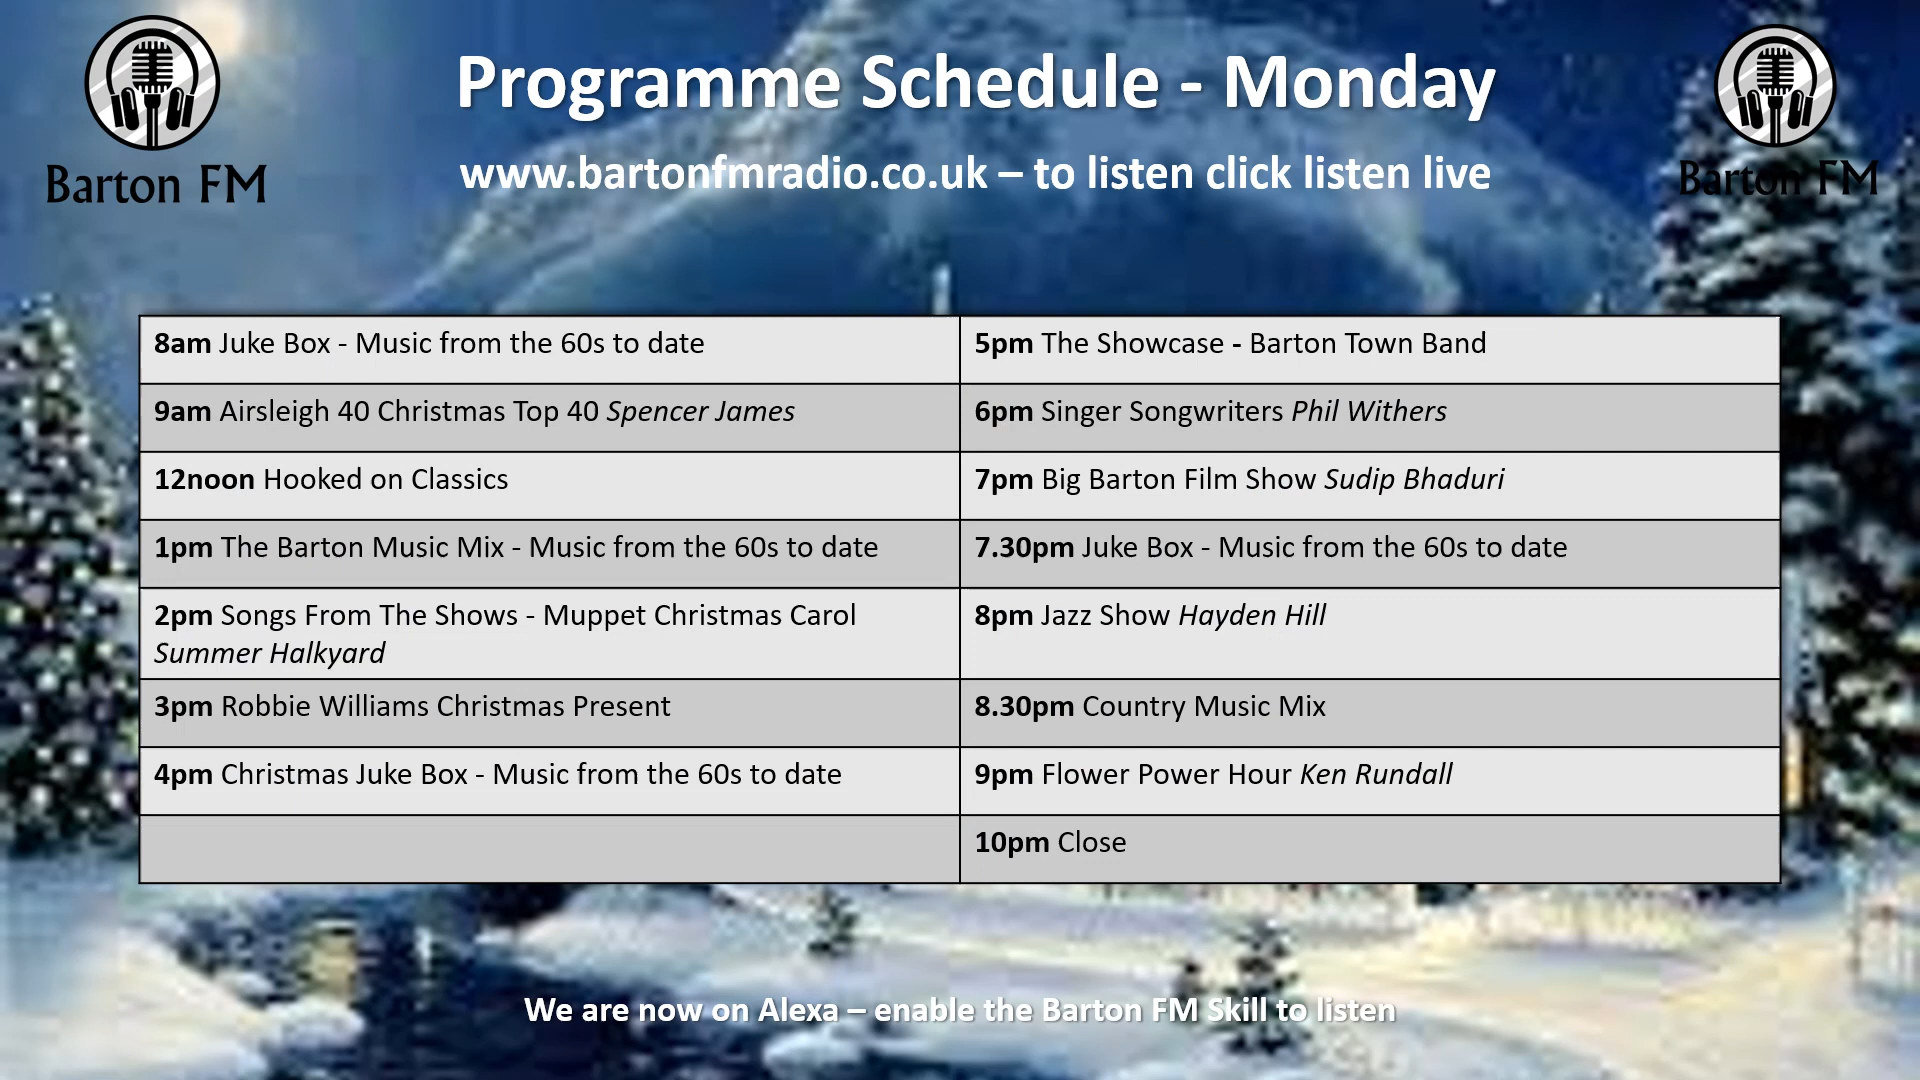 Barton FM
Programme Schedule - Monday
www.bartonfmradio.co.uk – to listen click listen live
Barton FM
8am Juke Box - Music from the 60s to date
9am Airsleigh 40 Christmas Top 40 Spencer James
12noon Hooked on Classics
1pm The Barton Music Mix - Music from the 60s to date
2pm Songs From The Shows - Muppet Christmas Carol
Summer Halkyard
3pm Robbie Williams Christmas Present
4pm Christmas Juke Box - Music from the 60s to date
5pm The Showcase - Barton Town Band
6pm Singer Songwriters Phil Withers
7pm Big Barton Film Show Sudip Bhaduri
7.30pm Juke Box - Music from the 60s to date
8pm Jazz Show Hayden Hill
8.30pm Country Music Mix
9pm Flower Power Hour Ken Rundall
10pm Close
We are now on Alexa – enable the Barton FM Skill to listen